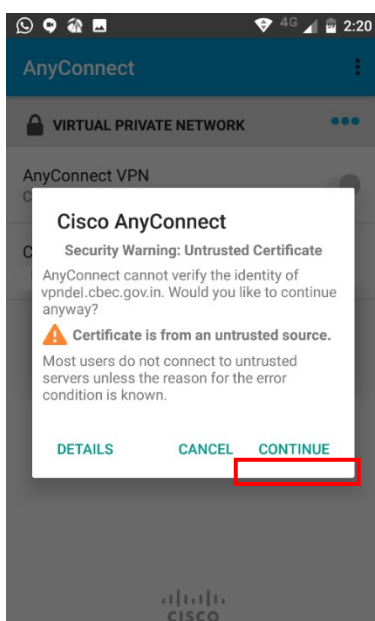 4G 2:20
AnyConnect
VIRTUAL PRIVATE NETWORK
AnyConnect VPN
C
Cisco AnyConnect
C
Security Warning: Untrusted Certificate
AnyConnect cannot verify the identity of
vpndel.cbec.gov.in. Would you like to continue
anyway?
Certificate is from an untrusted source.
Most users do not connect to untrusted
servers unless the reason for the error
condition is known.
DETAILS CANCEL CONTINUE
CISCO